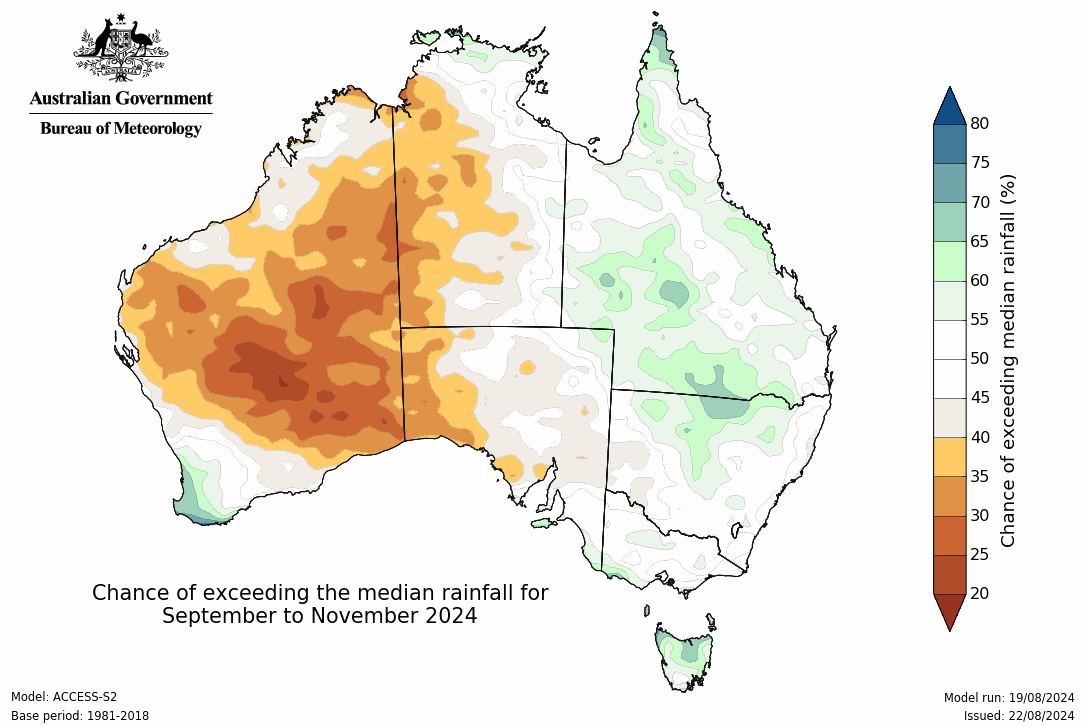 Australian Government
Bureau of Meteorology
80
75
70
65
60
55
50
45
40
35
30
25
20
Chance of exceeding median rainfall (%)
Chance of exceeding the median rainfall for
September to November 2024
Model: ACCESS-S2
Base period: 1981-2018
Model run: 19/08/2024
Issued: 22/08/2024